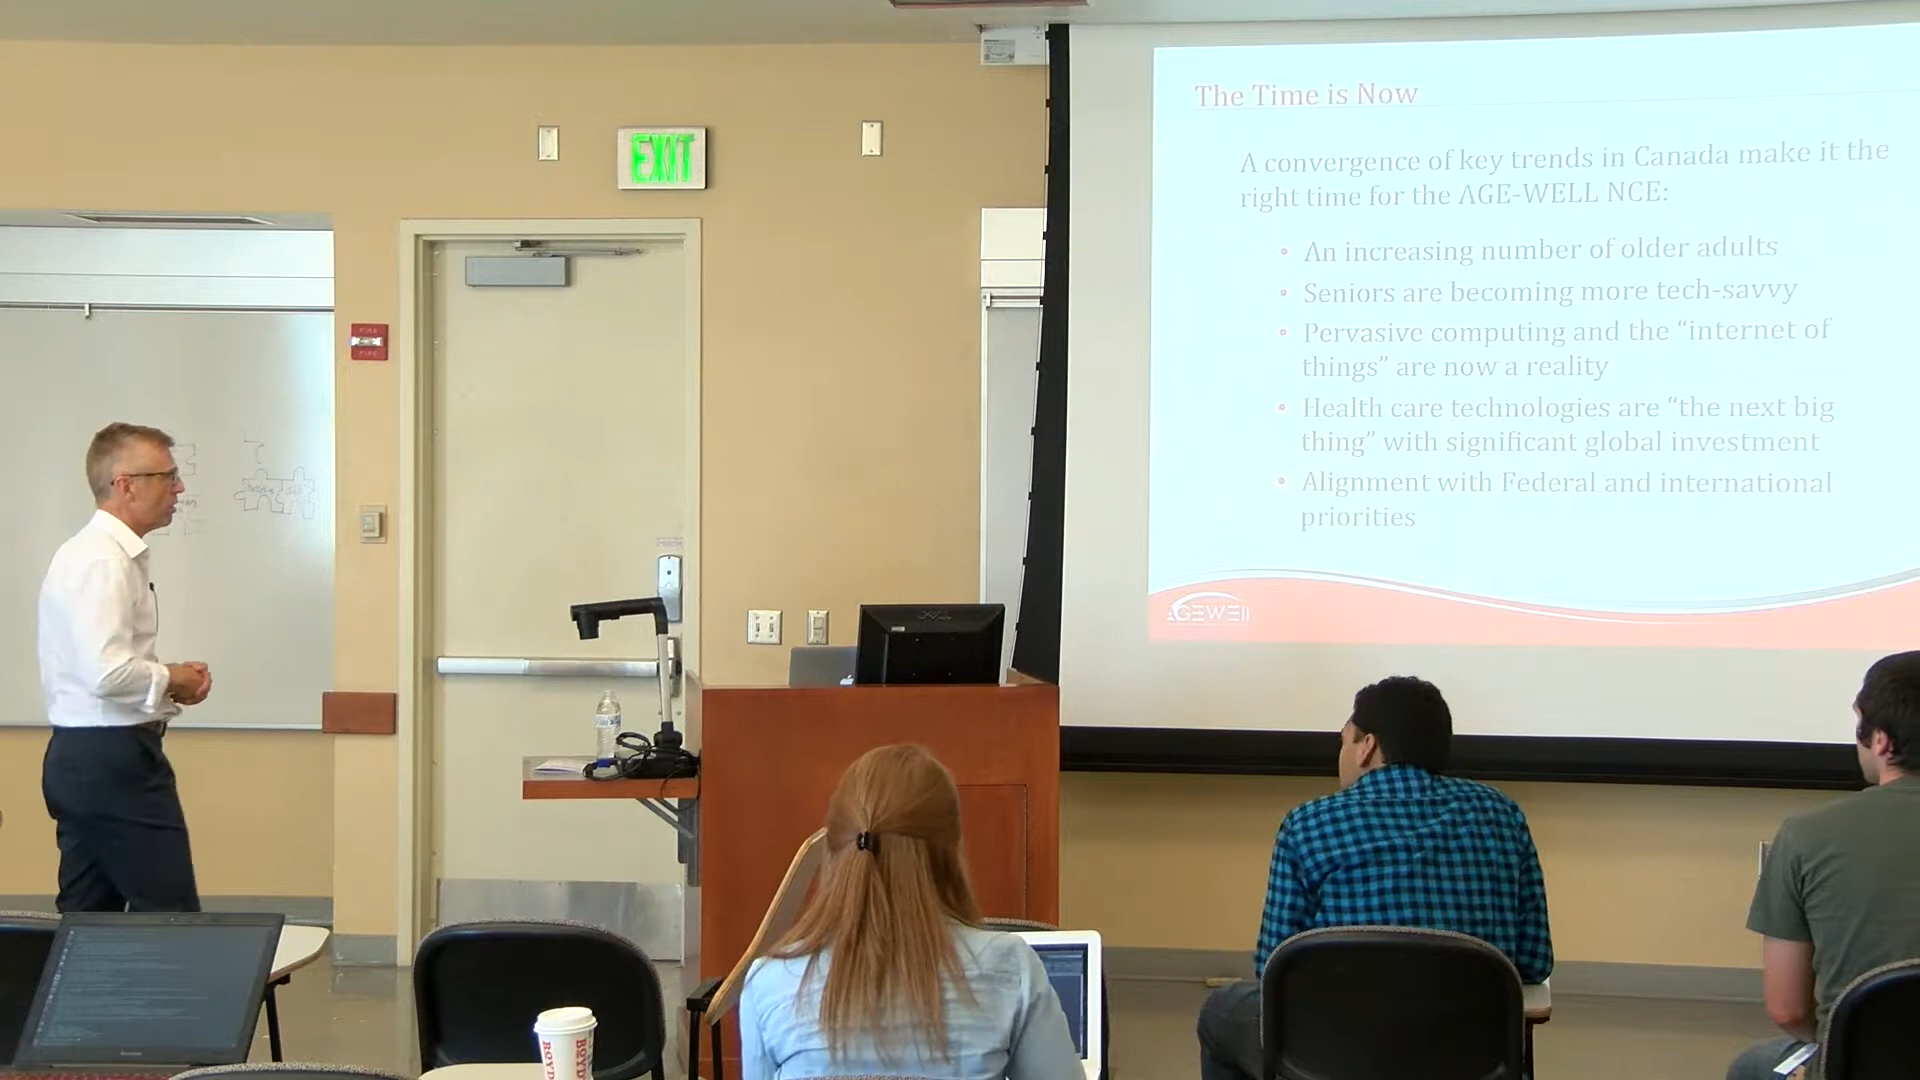 The Time is Now
A convergence of key trends in Canada make it the
right time for the AGE-WELL NCE:
• An increasing number of older adults
• Seniors are becoming more tech-savvy
• Pervasive computing and the “internet of
things” are now a reality
• Health care technologies are “the next big
thing” with significant global investment
• Alignment with Federal and international
priorities
AGEWELL
EXIT
FIRE
FIRE
DELL